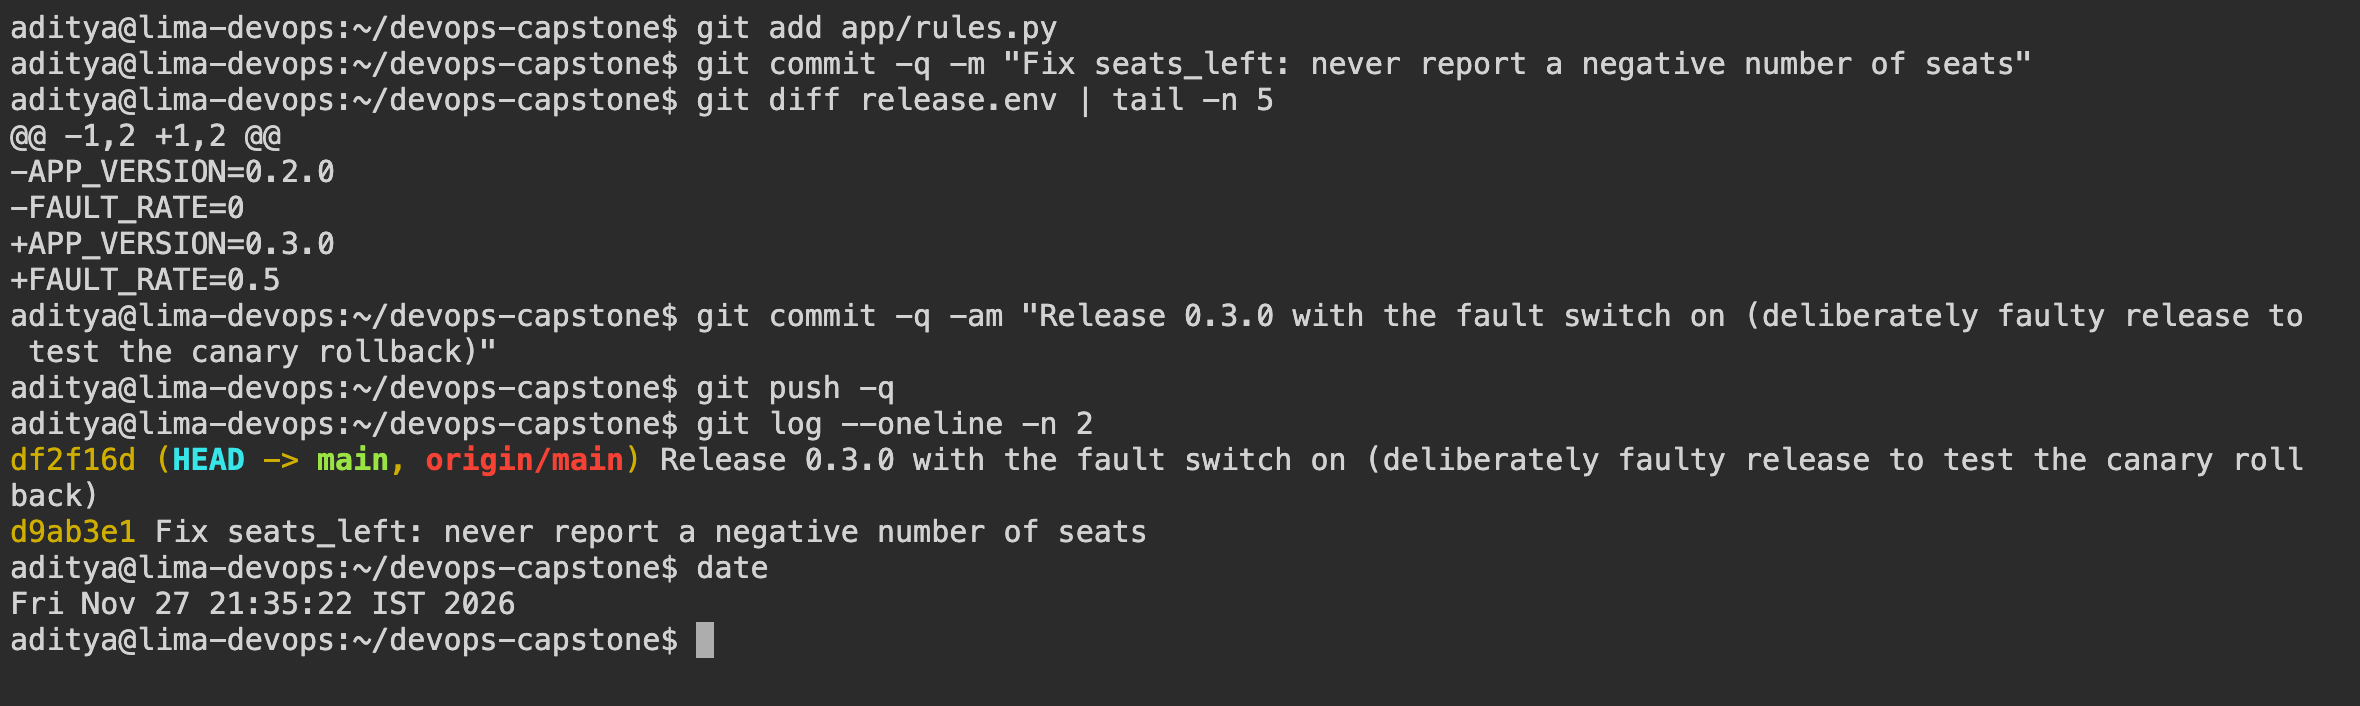 aditya@lima-devops:~/devops-capstone$ git add app/rules.py
aditya@lima-devops:~/devops-capstone$ git commit -q -m "Fix seats_left: never report a negative number of seats"
aditya@lima-devops:~/devops-capstone$ git diff release.env | tail -n 5
@@ -1,2 +1,2 @@
-APP_VERSION=0.2.0
-FAULT_RATE=0
+APP_VERSION=0.3.0
+FAULT_RATE=0.5
aditya@lima-devops:~/devops-capstone$ git commit -q -am "Release 0.3.0 with the fault switch on (deliberately faulty release to
 test the canary rollback)"
aditya@lima-devops:~/devops-capstone$ git push -q
aditya@lima-devops:~/devops-capstone$ git log --oneline -n 2
df2f16d (HEAD -> main, origin/main) Release 0.3.0 with the fault switch on (deliberately faulty release to test the canary roll
back)
d9ab3e1 Fix seats_left: never report a negative number of seats
aditya@lima-devops:~/devops-capstone$ date
Fri Nov 27 21:35:22 IST 2026
aditya@lima-devops:~/devops-capstone$